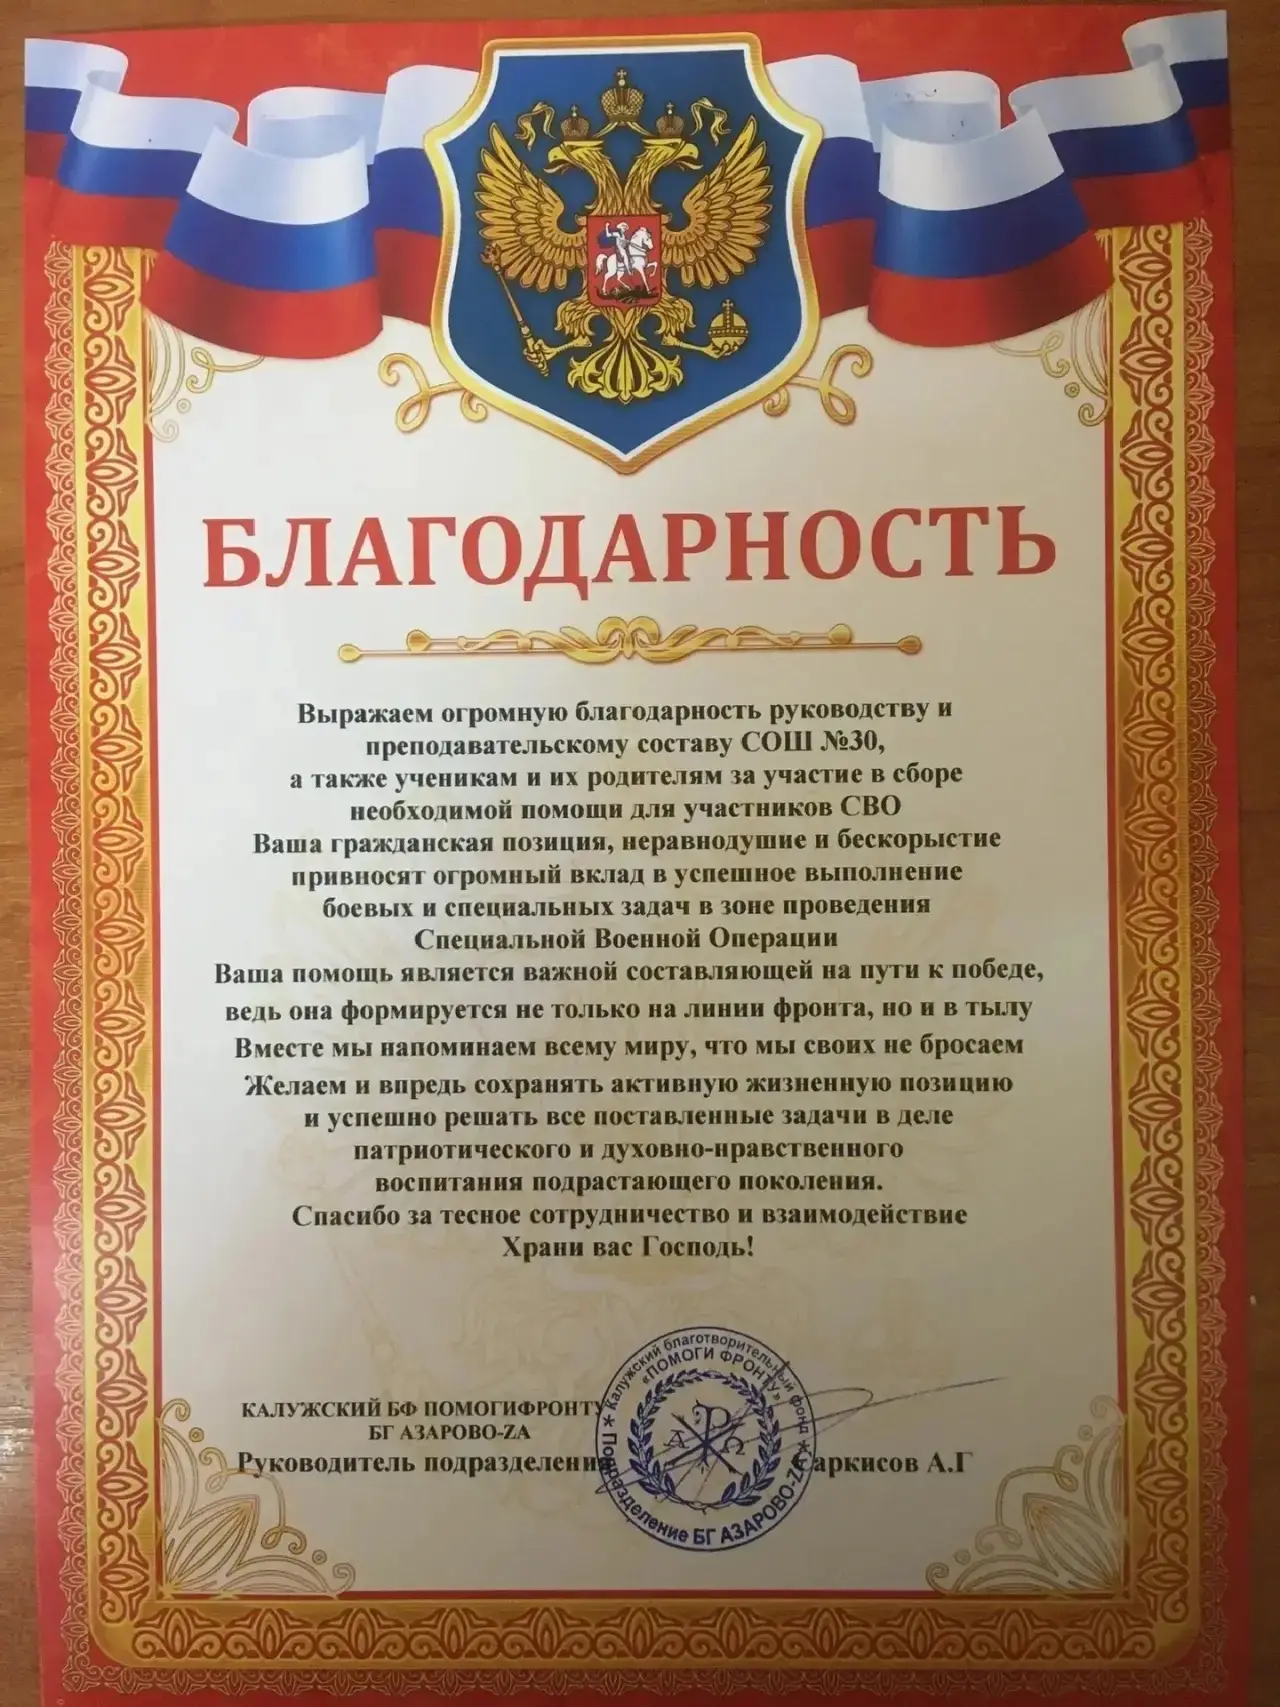 БЛАГОДАРНОСТЬ
Выражаем огромную благодарность руководству и
преподавательскому составу СОШ №30,
а также ученикам и их родителям за участие в сборе
необходимой помощи для участников СВО
Ваша гражданская позиция, неравнодушие и бескорыстие
привносят огромный вклад в успешное выполнение
боевых и специальных задач в зоне проведения
Специальной Военной Операции
Ваша помощь является важной составляющей на пути к победе,
ведь она формируется не только на линии фронта, но и в тылу
Вместе мы напоминаем всему миру, что мы своих не бросаем
Желаем и впредь сохранять активную жизненную позицию
и успешно решать все поставленные задачи в деле
патриотического и духовно-нравственного
воспитания подрастающего поколения.
Спасибо за тесное сотрудничество и взаимодействие
Храни вас Господь!
КАЛУЖСКИЙ БФ ПОМОГИФРОНТУ
БГ АЗАРОВО-ZA
Руководитель подразделения Саркисов А.Г
Калужский благотворительный фонд
«ПОМОГИ ФРОНТУ»
Подразделение БГ АЗАРОВО-ZA
Α Ω